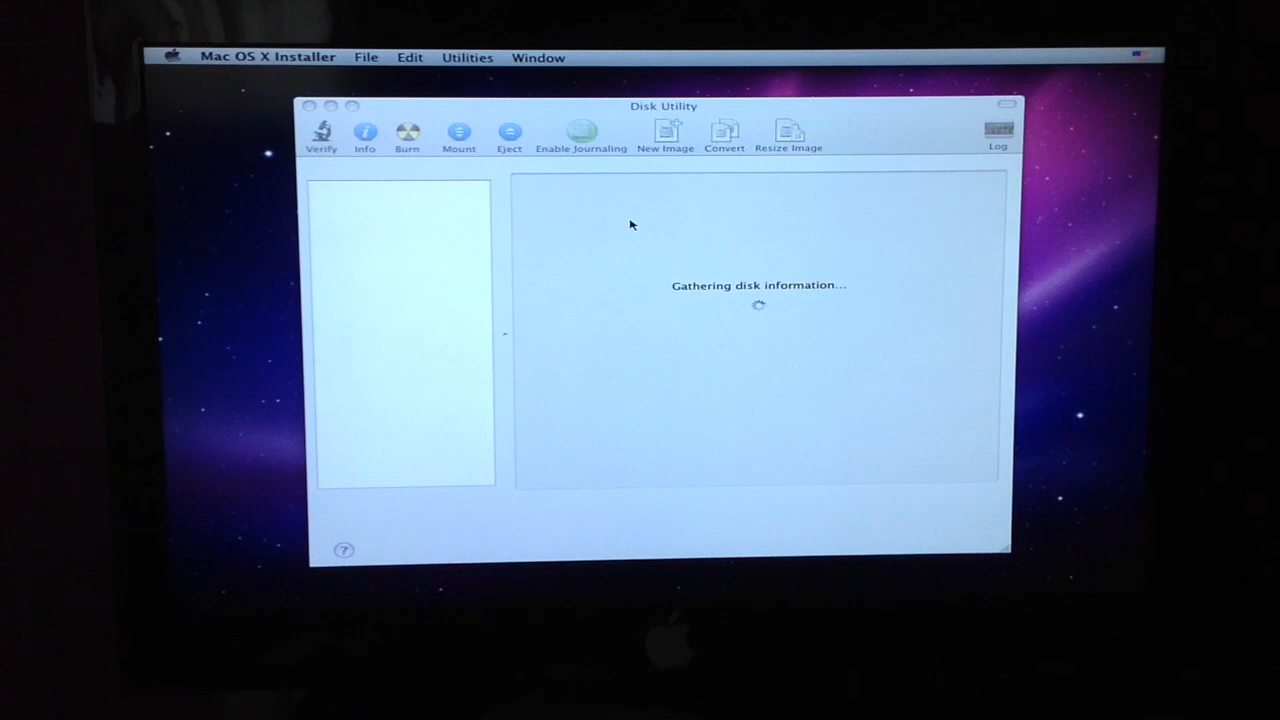 Mac OS X Installer File Edit Utilities Window
Disk Utility
Verify Info Burn Mount Eject Enable Journaling New Image Convert Resize Image Log
Gathering disk information...
?